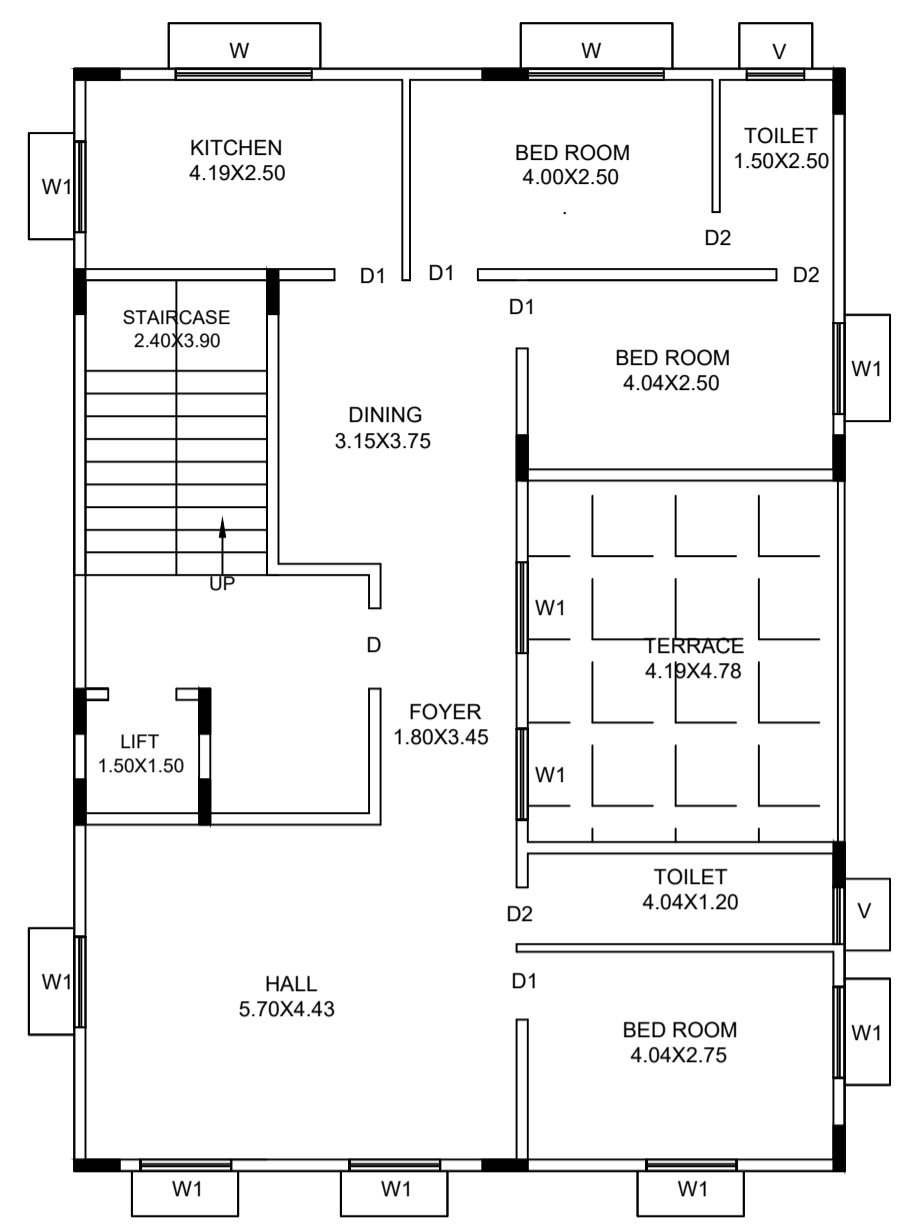 W
W
V
KITCHEN
4.19X2.50
BED ROOM
4.00X2.50
TOILET
1.50X2.50
W1
D2
D1
D1
D2
D1
STAIRCASE
2.40X3.90
BED ROOM
4.04X2.50
W1
DINING
3.15X3.75
UP
W1
D
TERRACE
4.19X4.78
FOYER
1.80X3.45
LIFT
1.50X1.50
W1
TOILET
4.04X1.20
D2
V
W1
HALL
5.70X4.43
D1
BED ROOM
4.04X2.75
W1
W1
W1
W1